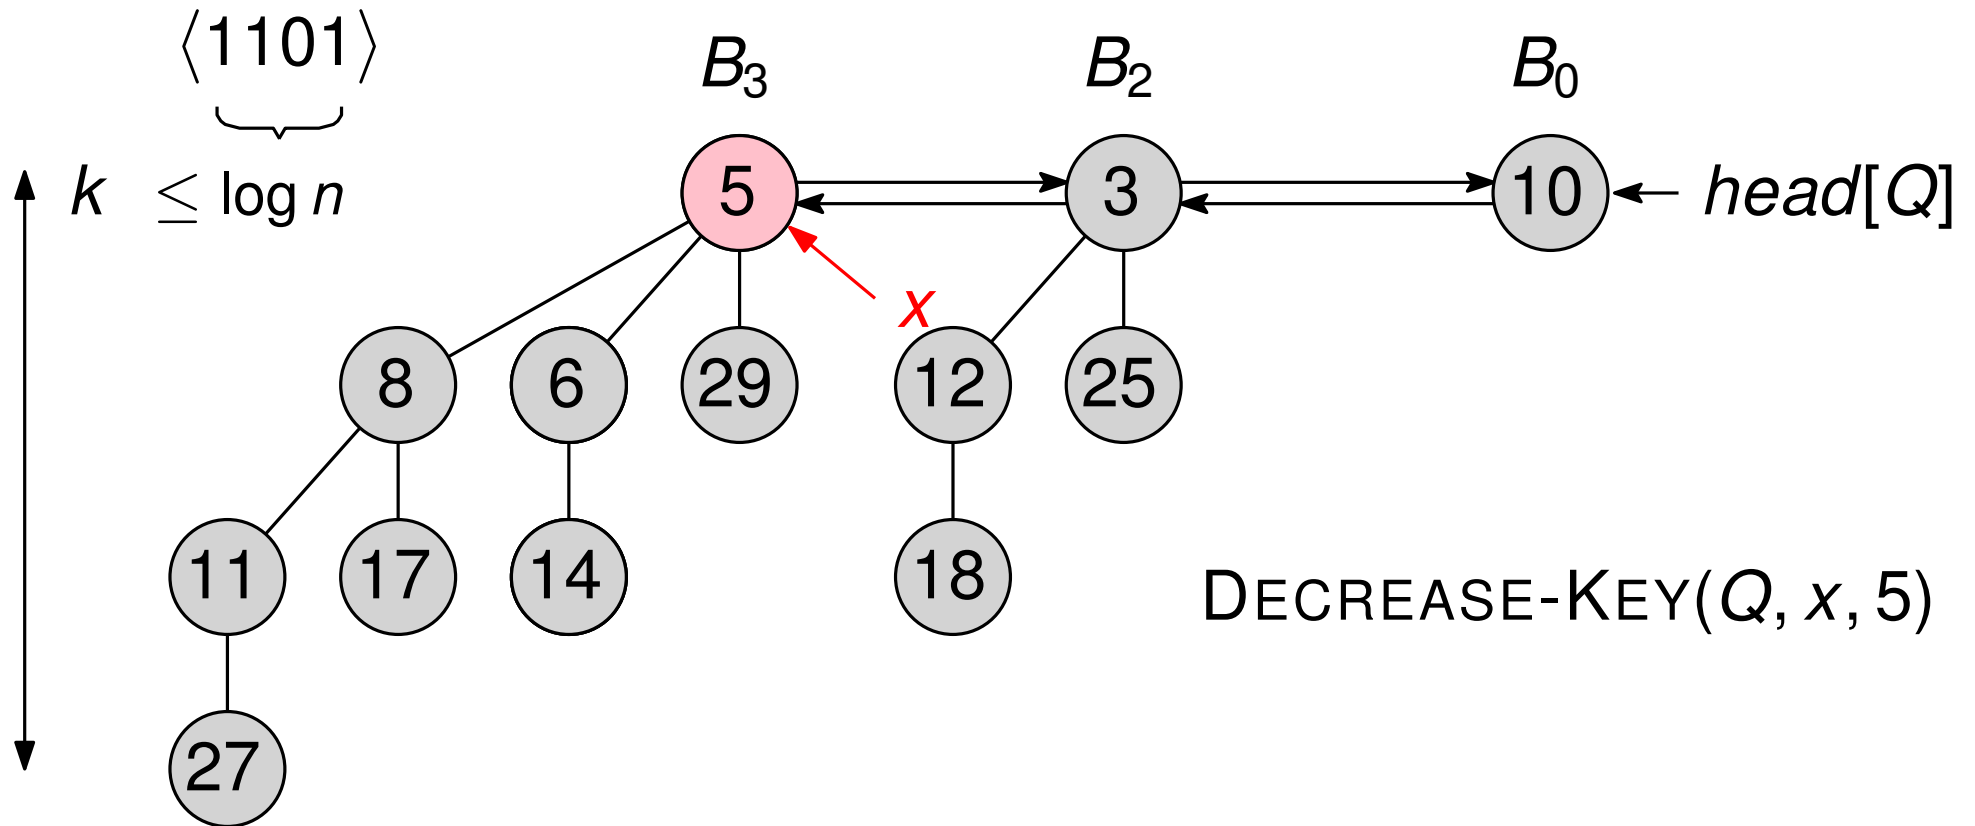 ⟨1101⟩
k ≤ log n
B₃ B₂ B₀
5 3 10 head[Q]
x
8 6 29 12 25
11 17 14 18
DECREASE-KEY(Q, x, 5)
27